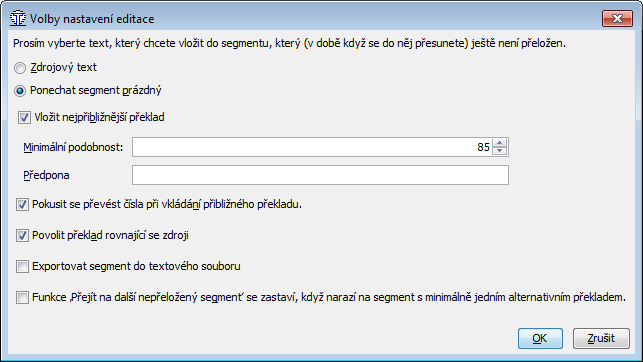 Volby nastavení editace
Prosím vyberte text, který chcete vložit do segmentu, který (v době když se do něj přesunete) ještě není přeložen.
Zdrojový text
Ponechat segment prázdný
Vložit nejpřibližnější překlad
Minimální podobnost:
85
Předpona
Pokusit se převést čísla při vkládání přibližného překladu.
Povolit překlad rovnající se zdroji
Exportovat segment do textového souboru
Funkce ‚Přejít na další nepřeložený segment‘ se zastaví, když narazí na segment s minimálně jedním alternativním překladem.
OK
Zrušit